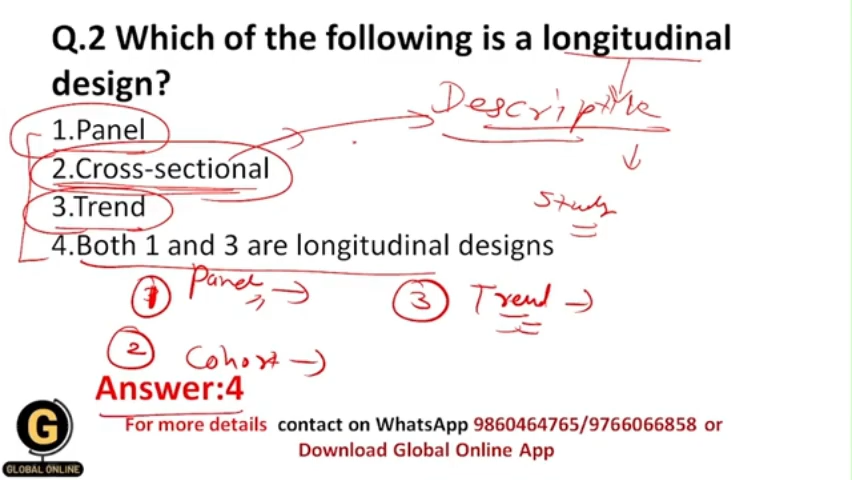 Q.2 Which of the following is a longitudinal
design?
Descriptive
1.Panel
2.Cross-sectional
Study
3.Trend
4.Both 1 and 3 are longitudinal designs
1 Panel
3 Trend
2 Cohort
Answer:4
For more details contact on WhatsApp 9860464765/9766066858 or
Download Global Online App
G
GLOBAL ONLINE